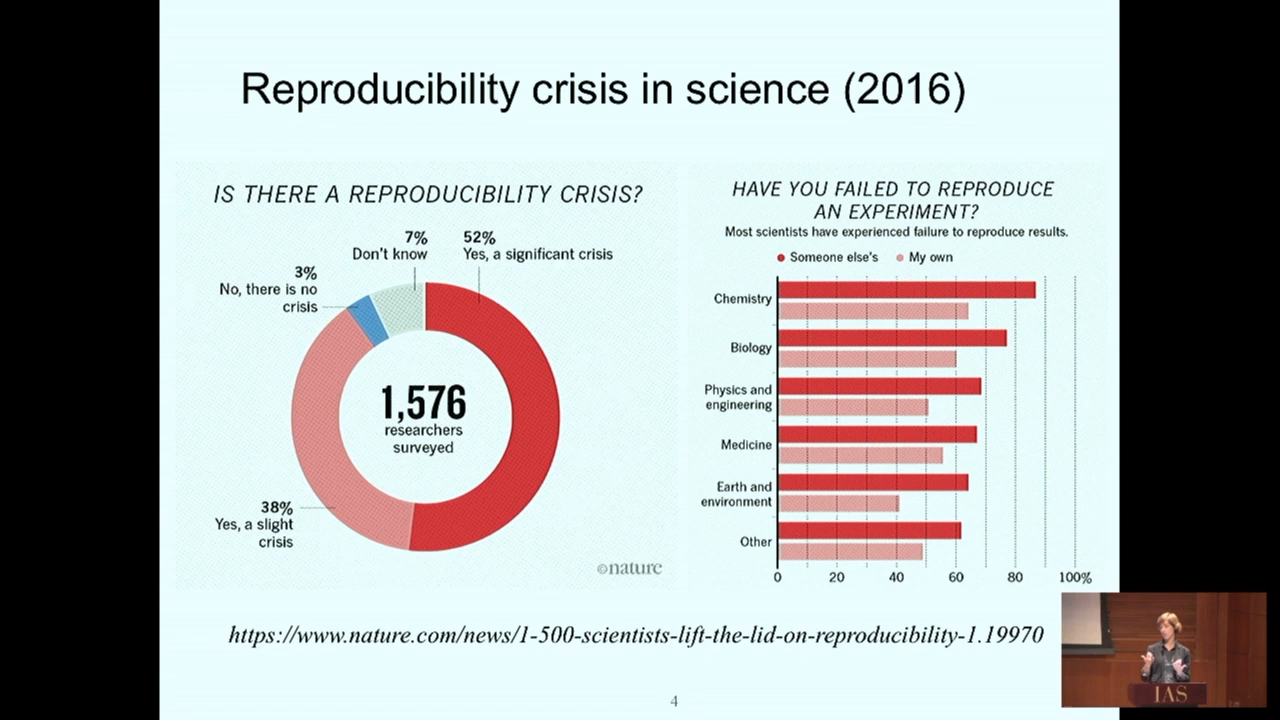 Reproducibility crisis in science (2016)
IS THERE A REPRODUCIBILITY CRISIS?
7%
Don't know
52%
Yes, a significant crisis
3%
No, there is no
crisis
1,576
researchers
surveyed
38%
Yes, a slight
crisis
©nature
HAVE YOU FAILED TO REPRODUCE
AN EXPERIMENT?
Most scientists have experienced failure to reproduce results.
Someone else's
My own
Chemistry
Biology
Physics and
engineering
Medicine
Earth and
environment
Other
0 20 40 60 80 100%
https://www.nature.com/news/1-500-scientists-lift-the-lid-on-reproducibility-1.19970
4
IAS